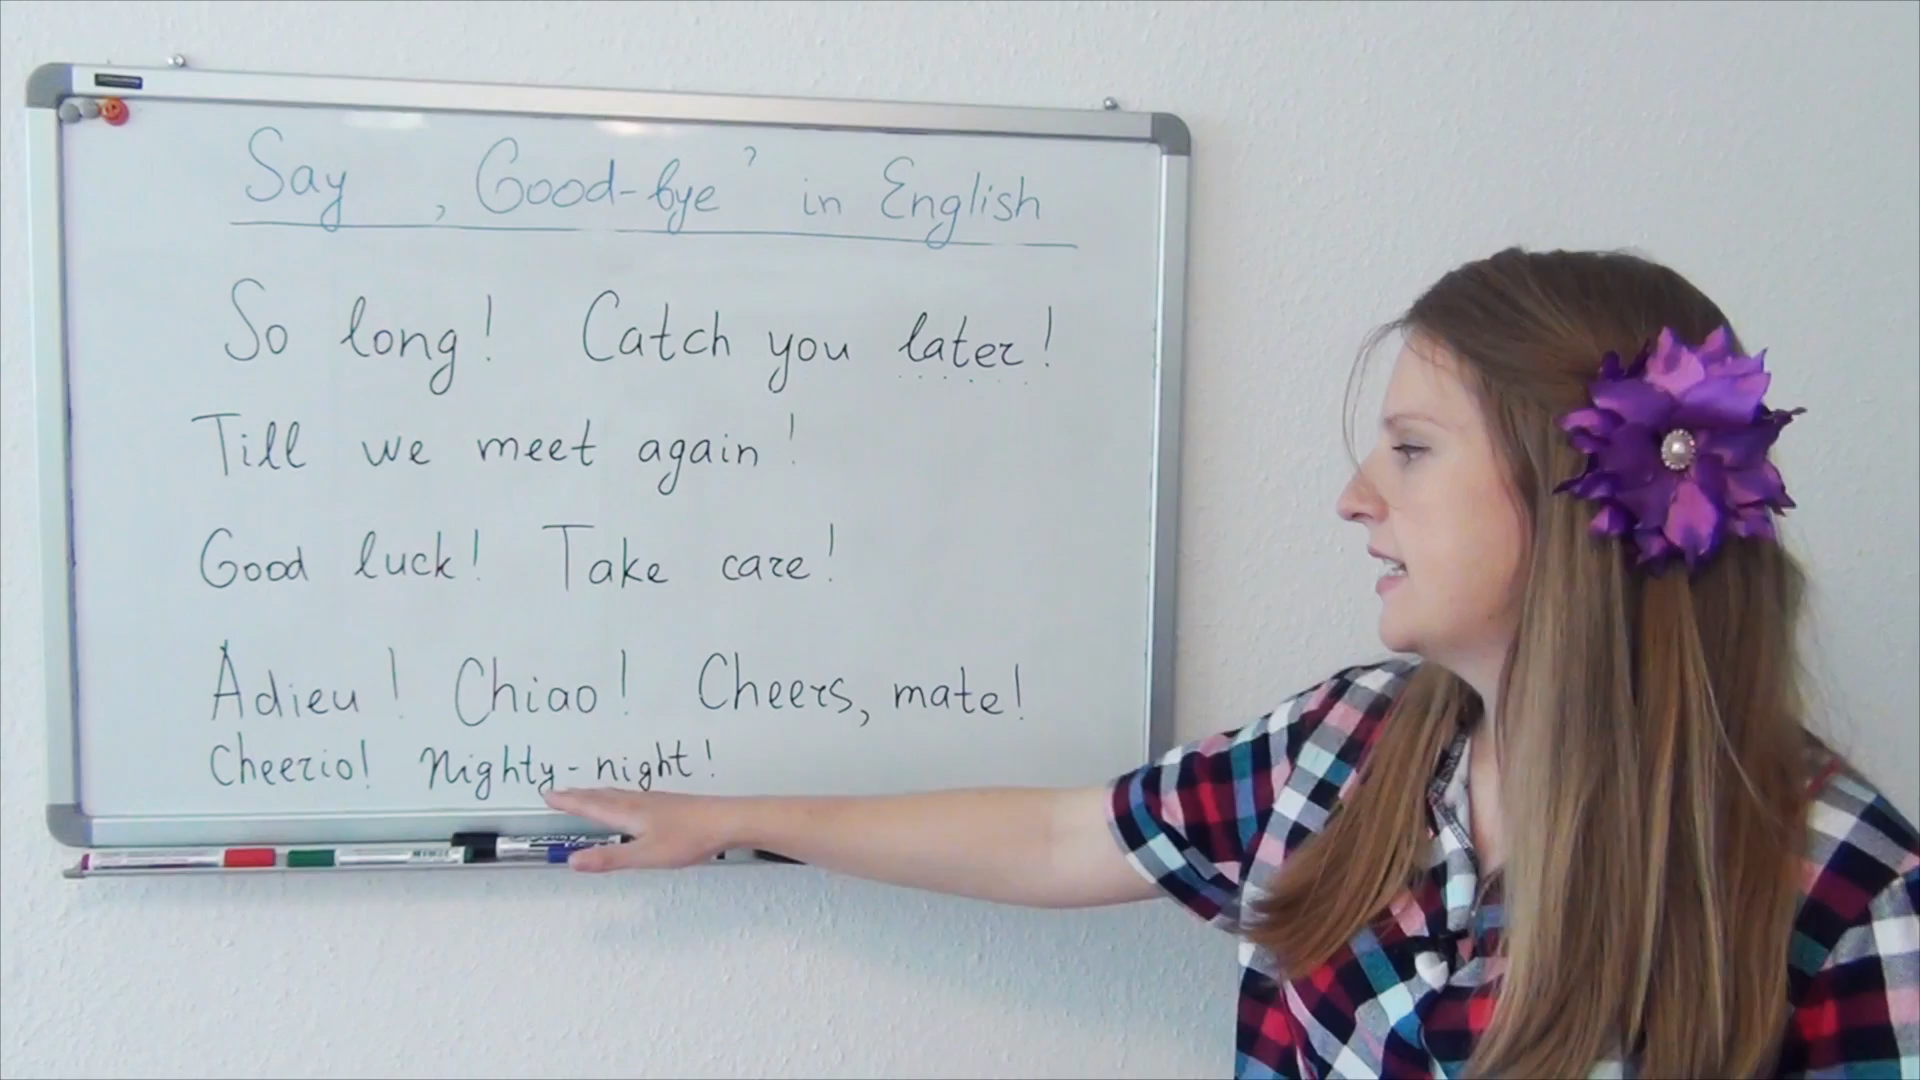 Say ‚Good-bye’ in English
So long! Catch you later!
Till we meet again!
Good luck! Take care!
Adieu! Chiao! Cheers, mate!
Cheerio! Nighty-night!